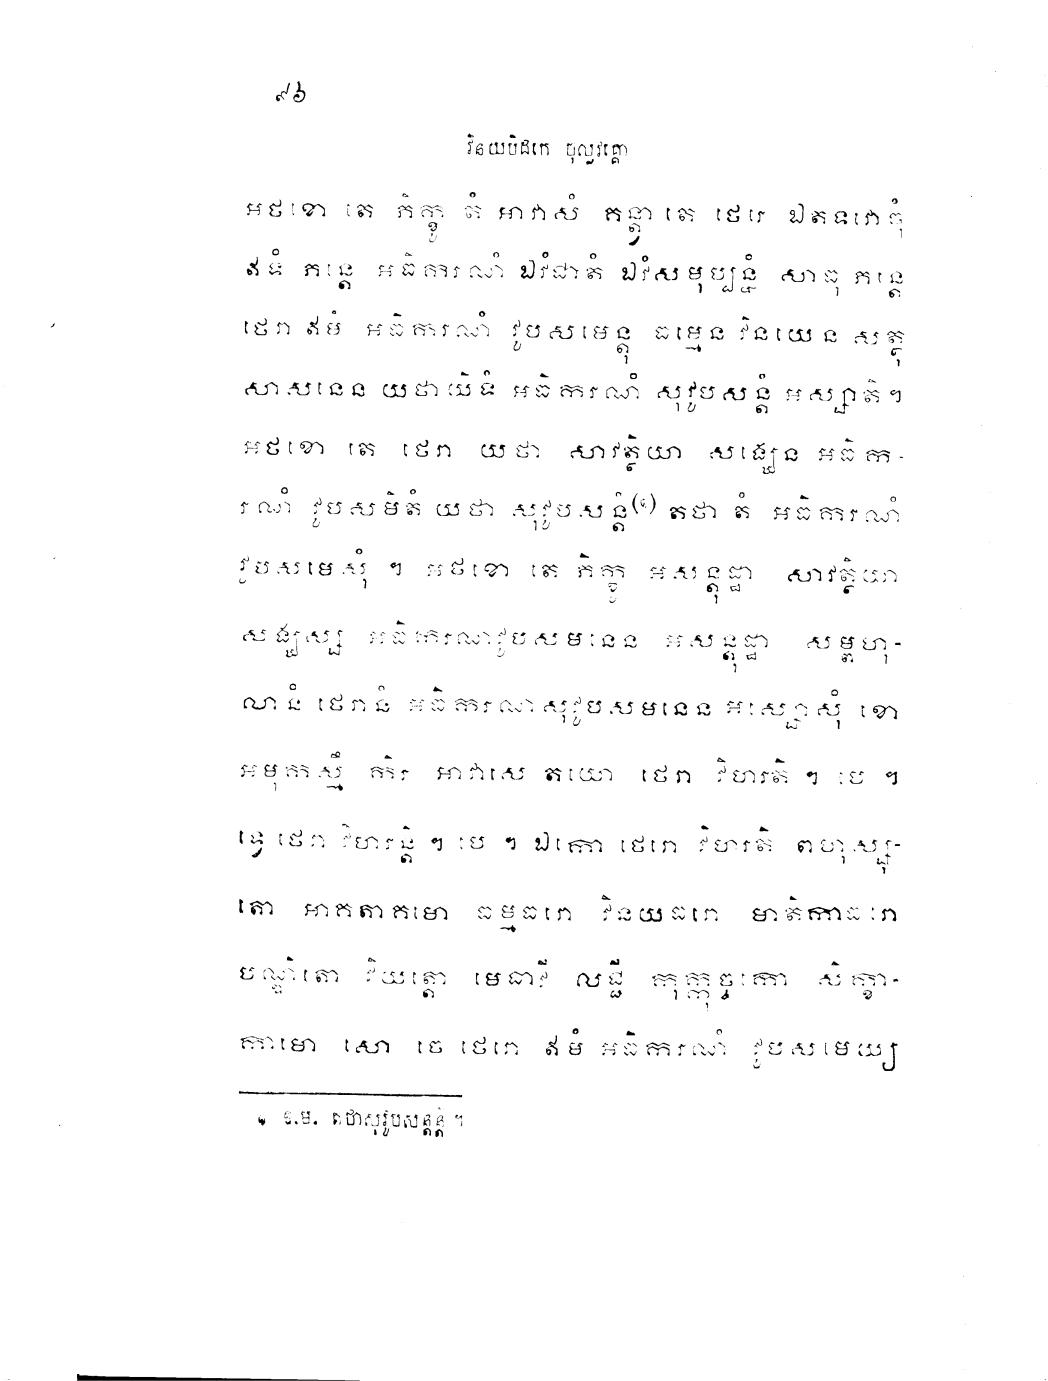 ៩៦
វិនយបិដកេ ចុល្លវគ្គោ
អថខោ តេ ភិក្ខូ តំ អាវាសំ គន្ត្វា តេ ថេរេ ឯតទវោចុំ
ឥទំ ភន្តេ អធិការណំ ឯវំជាតំ ឯវំសមុប្បន្នំ សាធុ ភន្តេ
ថេរា ឥមំ អធិការណំ វូបសមេន្តុ ធម្មេន វិនយេន សត្ថុ
សាសនេន យថាយិទំ អធិការណំ សុវូបសន្តំ អស្សាតិ។
អថខោ តេ ថេរា យថា សាវត្ថិយា សង្ឃេន អធិក-
រណំ វូបសមិតំ យថា សុវូបសន្តំ(១) តថា តំ អធិការណំ
វូបសមេសុំ ។ អថខោ តេ ភិក្ខូ អសន្តុដ្ឋា សាវត្ថិយា
សង្ឃស្ស អធិករណវូបសមនេន អសន្តុដ្ឋា សម្ពហុ-
លានំ ថេរានំ អធិការណសុវូបសមនេន អស្សោសុំ ខោ
អមុកស្មឹ កិរ អាវាសេ តយោ ថេរា វិហរតិ ។ បេ ។
ទ្វេ ថេរា វិហរន្តិ ។ បេ ។ ឯកោ ថេរោ វិហរតិ ពហុស្សុ-
តោ អាគតាគមោ ធម្មធរោ វិនយធរោ មាតិកាធរោ
បណ្ឌិតោ វិយត្តោ មេធាវី លជ្ជី កុក្កុច្ចកោ សិក្ខា-
កាមោ សោ ចេ ថេរោ ឥមំ អធិការណំ វូបសមេយ្យ
១ ឱ.ម. តថាសុវូបសន្តន្តិ ។